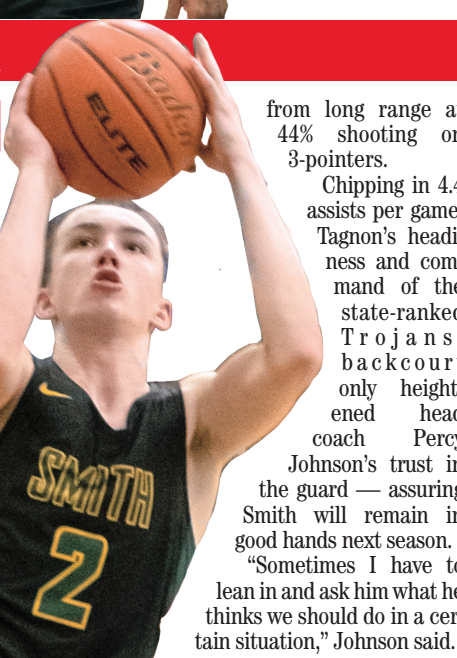 Baden
ELITE
SMITH
2
from long range a
44% shooting o
3-pointers.
Chipping in 4.4
assists per game
Tagnon's headi
ness and com
mand of the
state-ranked
Trojans
backcour
only height
ened head
coach Percy
Johnson's trust in
the guard — assuring
Smith will remain in
good hands next season.
"Sometimes I have to
lean in and ask him what he
thinks we should do in a cer
tain situation," Johnson said.